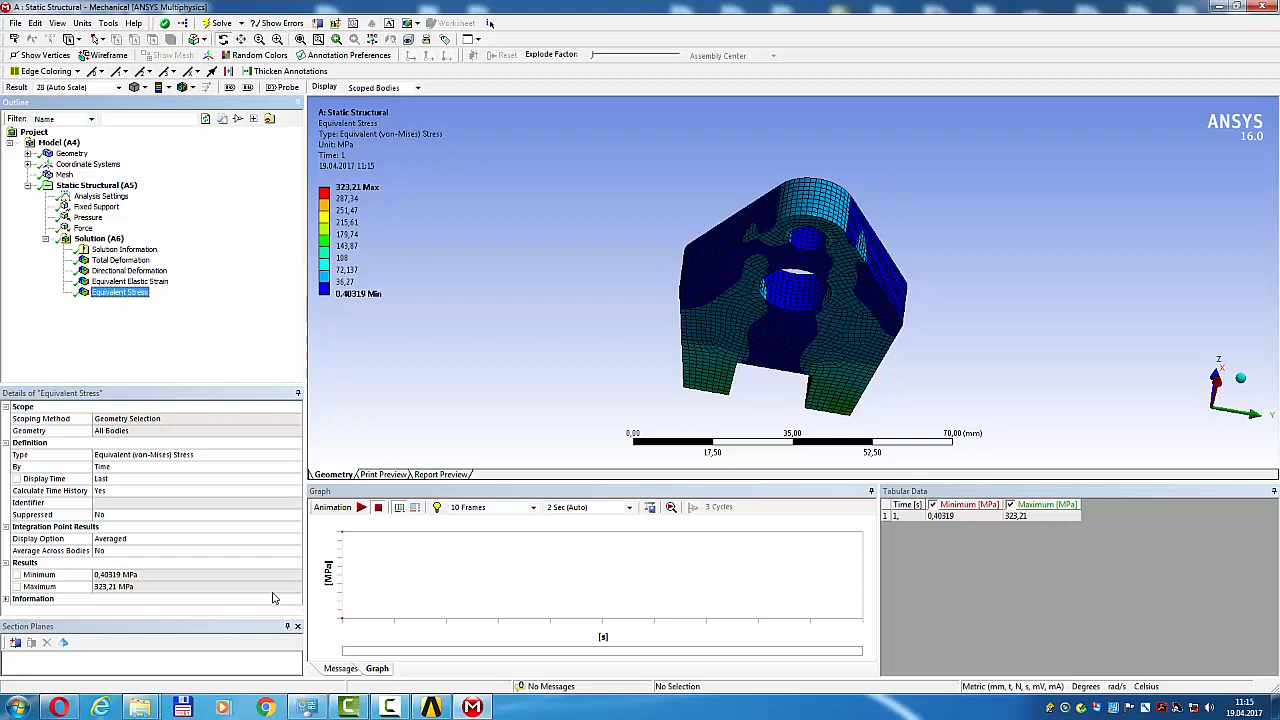 A : Static Structural - Mechanical [ANSYS Multiphysics]
File Edit View Units Tools Help Solve Show Errors Worksheet i
Show Vertices Wireframe Show Mesh Random Colors Annotation Preferences Reset Explode Factor: Assembly Center
Edge Coloring Thicken Annotations
Result 28 (Auto Scale) Probe Display Scoped Bodies
Outline
Filter: Name
Project
Model (A4)
Geometry
Coordinate Systems
Mesh
Static Structural (A5)
Analysis Settings
Fixed Support
Pressure
Force
Solution (A6)
Solution Information
Total Deformation
Directional Deformation
Equivalent Elastic Strain
Equivalent Stress
A: Static Structural
Equivalent Stress
Type: Equivalent (von-Mises) Stress
Unit: MPa
Time: 1
19.04.2017 11:15
323,21 Max
287,34
251,47
215,61
179,74
143,87
108
72,137
36,27
0,40319 Min
ANSYS
16.0
Z
X
Y
0,00 35,00 70,00 (mm)
17,50 52,50
Geometry Print Preview Report Preview
Details of "Equivalent Stress"
Scope
Scoping Method Geometry Selection
Geometry All Bodies
Definition
Type Equivalent (von-Mises) Stress
By Time
Display Time Last
Calculate Time History Yes
Identifier
Suppressed No
Integration Point Results
Display Option Averaged
Average Across Bodies No
Results
Minimum 0,40319 MPa
Maximum 323,21 MPa
Information
Section Planes
Graph
Animation 10 Frames 2 Sec (Auto) 3 Cycles
[MPa]
[s]
Messages Graph
Tabular Data
Time [s] Minimum [MPa] Maximum [MPa]
1 1, 0,40319 323,21
0 No Messages No Selection Metric (mm, t, N, s, mV, mA) Degrees rad/s Celsius
11:15
19.04.2017